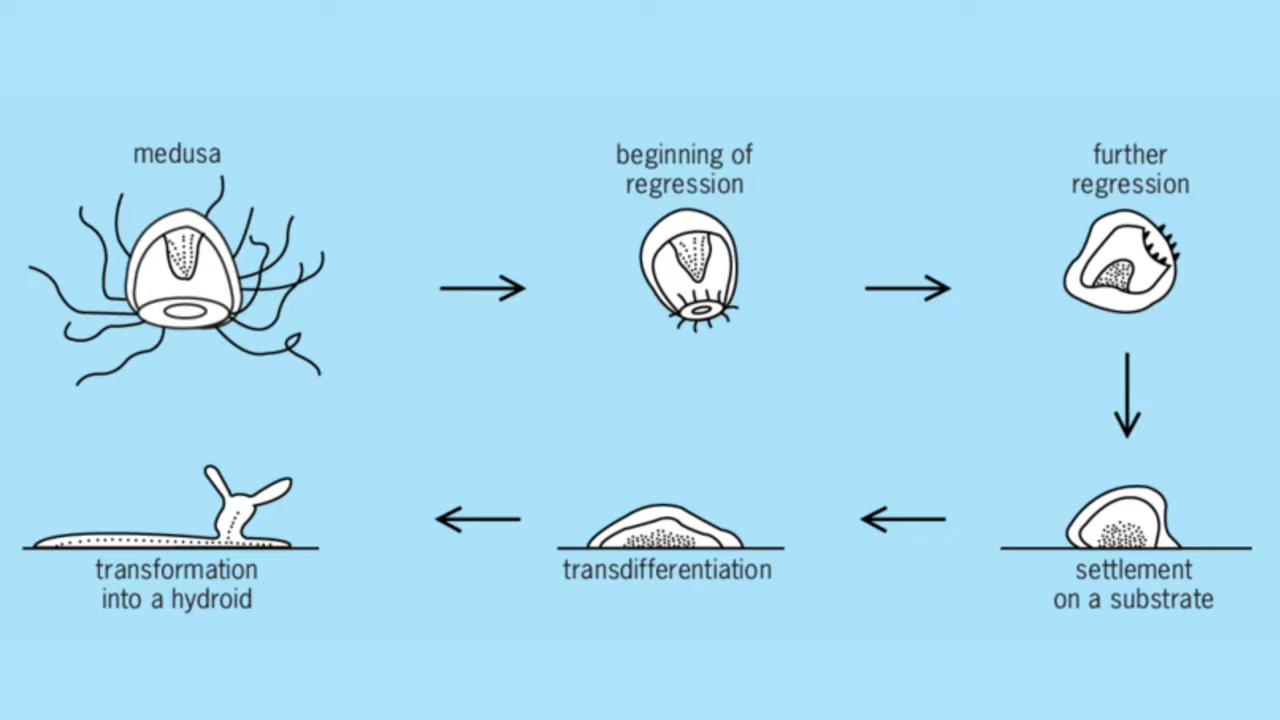 medusa
beginning of
regression
further
regression
transformation
into a hydroid
transdifferentiation
settlement
on a substrate